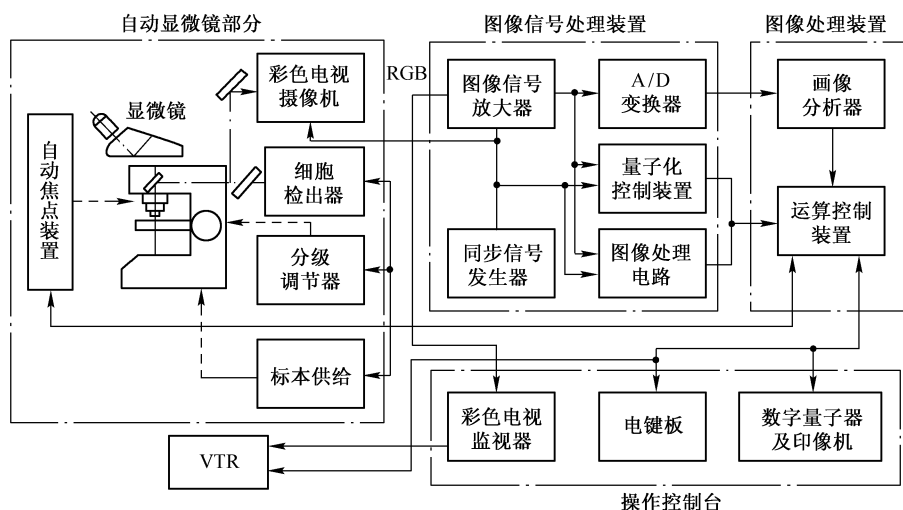 自动显微镜部分
图像信号处理装置
图像处理装置
RGB
彩色电视
摄像机
图像信号
放大器
A/D
变换器
画像
分析器
显微镜
自动焦点装置
细胞
检出器
量子化
控制装置
运算控制
装置
分级
调节器
同步信号
发生器
图像处理
电路
标本供给
彩色电视
监视器
电键板
数字量子器
及印像机
VTR
操作控制台